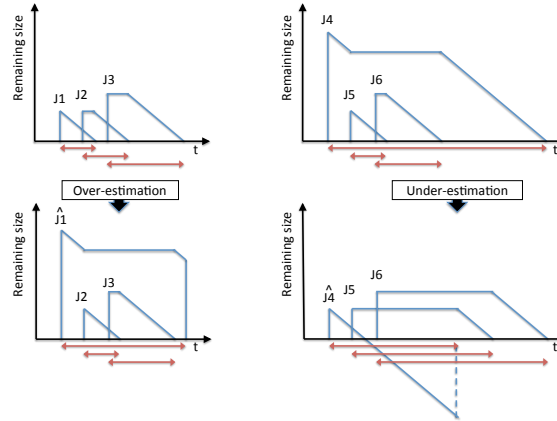 Remaining size
J1
J2
J3
t
Over-estimation
Remaining size
Ĵ1
J2
J3
t
Remaining size
J4
J5
J6
t
Under-estimation
Remaining size
Ĵ4
J5
J6
t